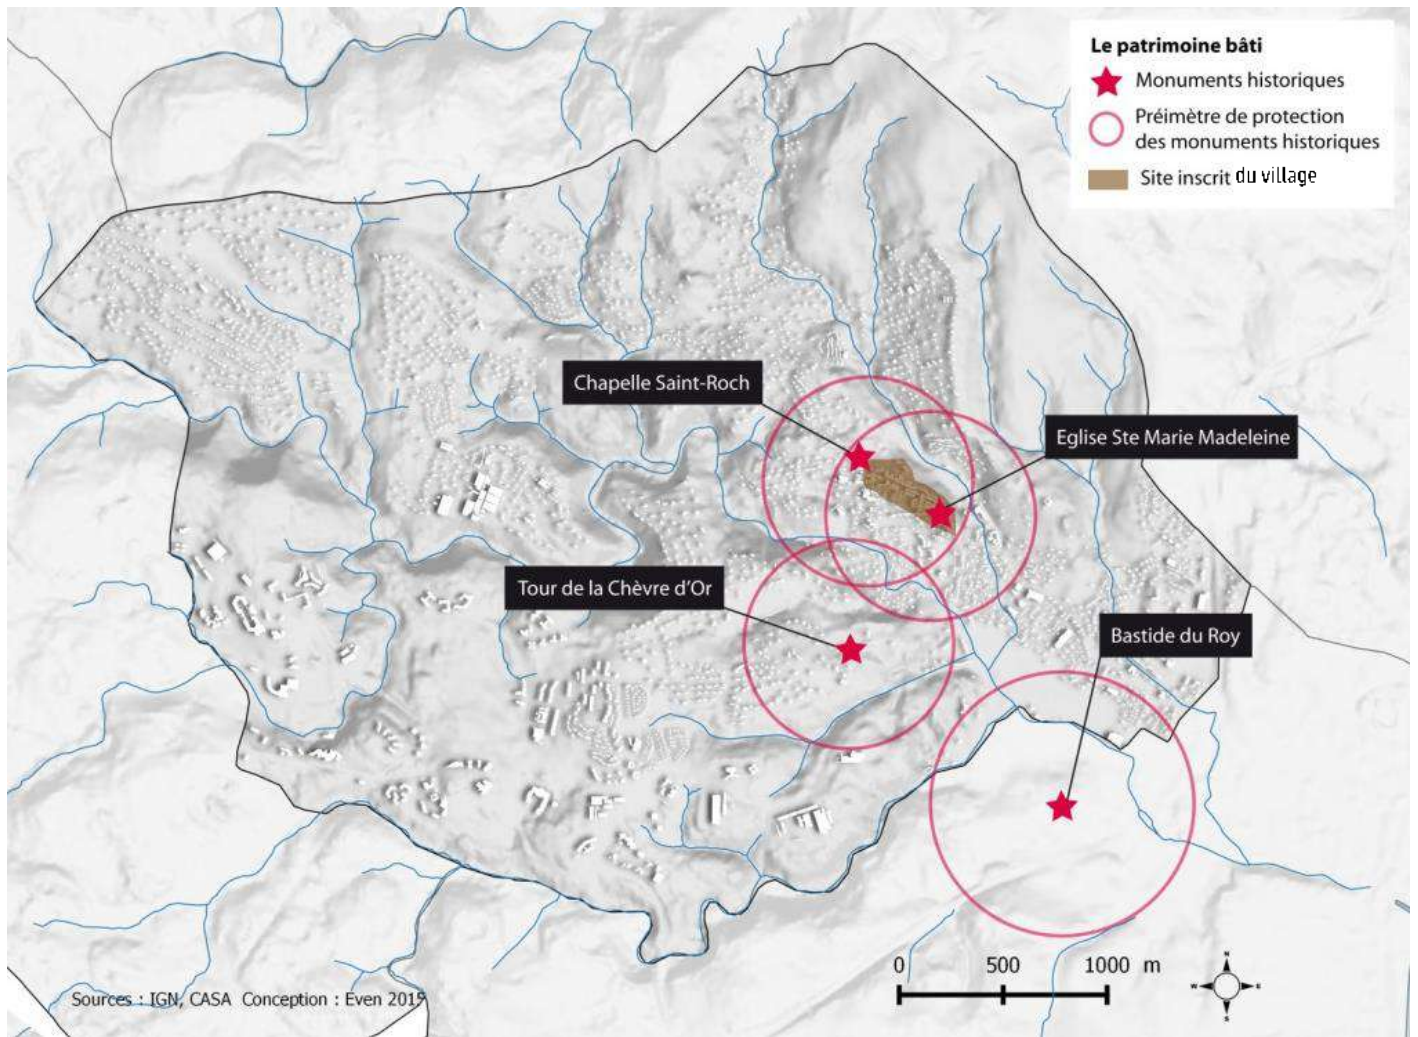 Le patrimoine bâti
Monuments historiques
Préimètre de protection
des monuments historiques
Site inscrit du village
Chapelle Saint-Roch
Eglise Ste Marie Madeleine
Tour de la Chèvre d'Or
Bastide du Roy
0 500 1000 m
N
W E
S
Sources : IGN, CASA Conception : Even 2015